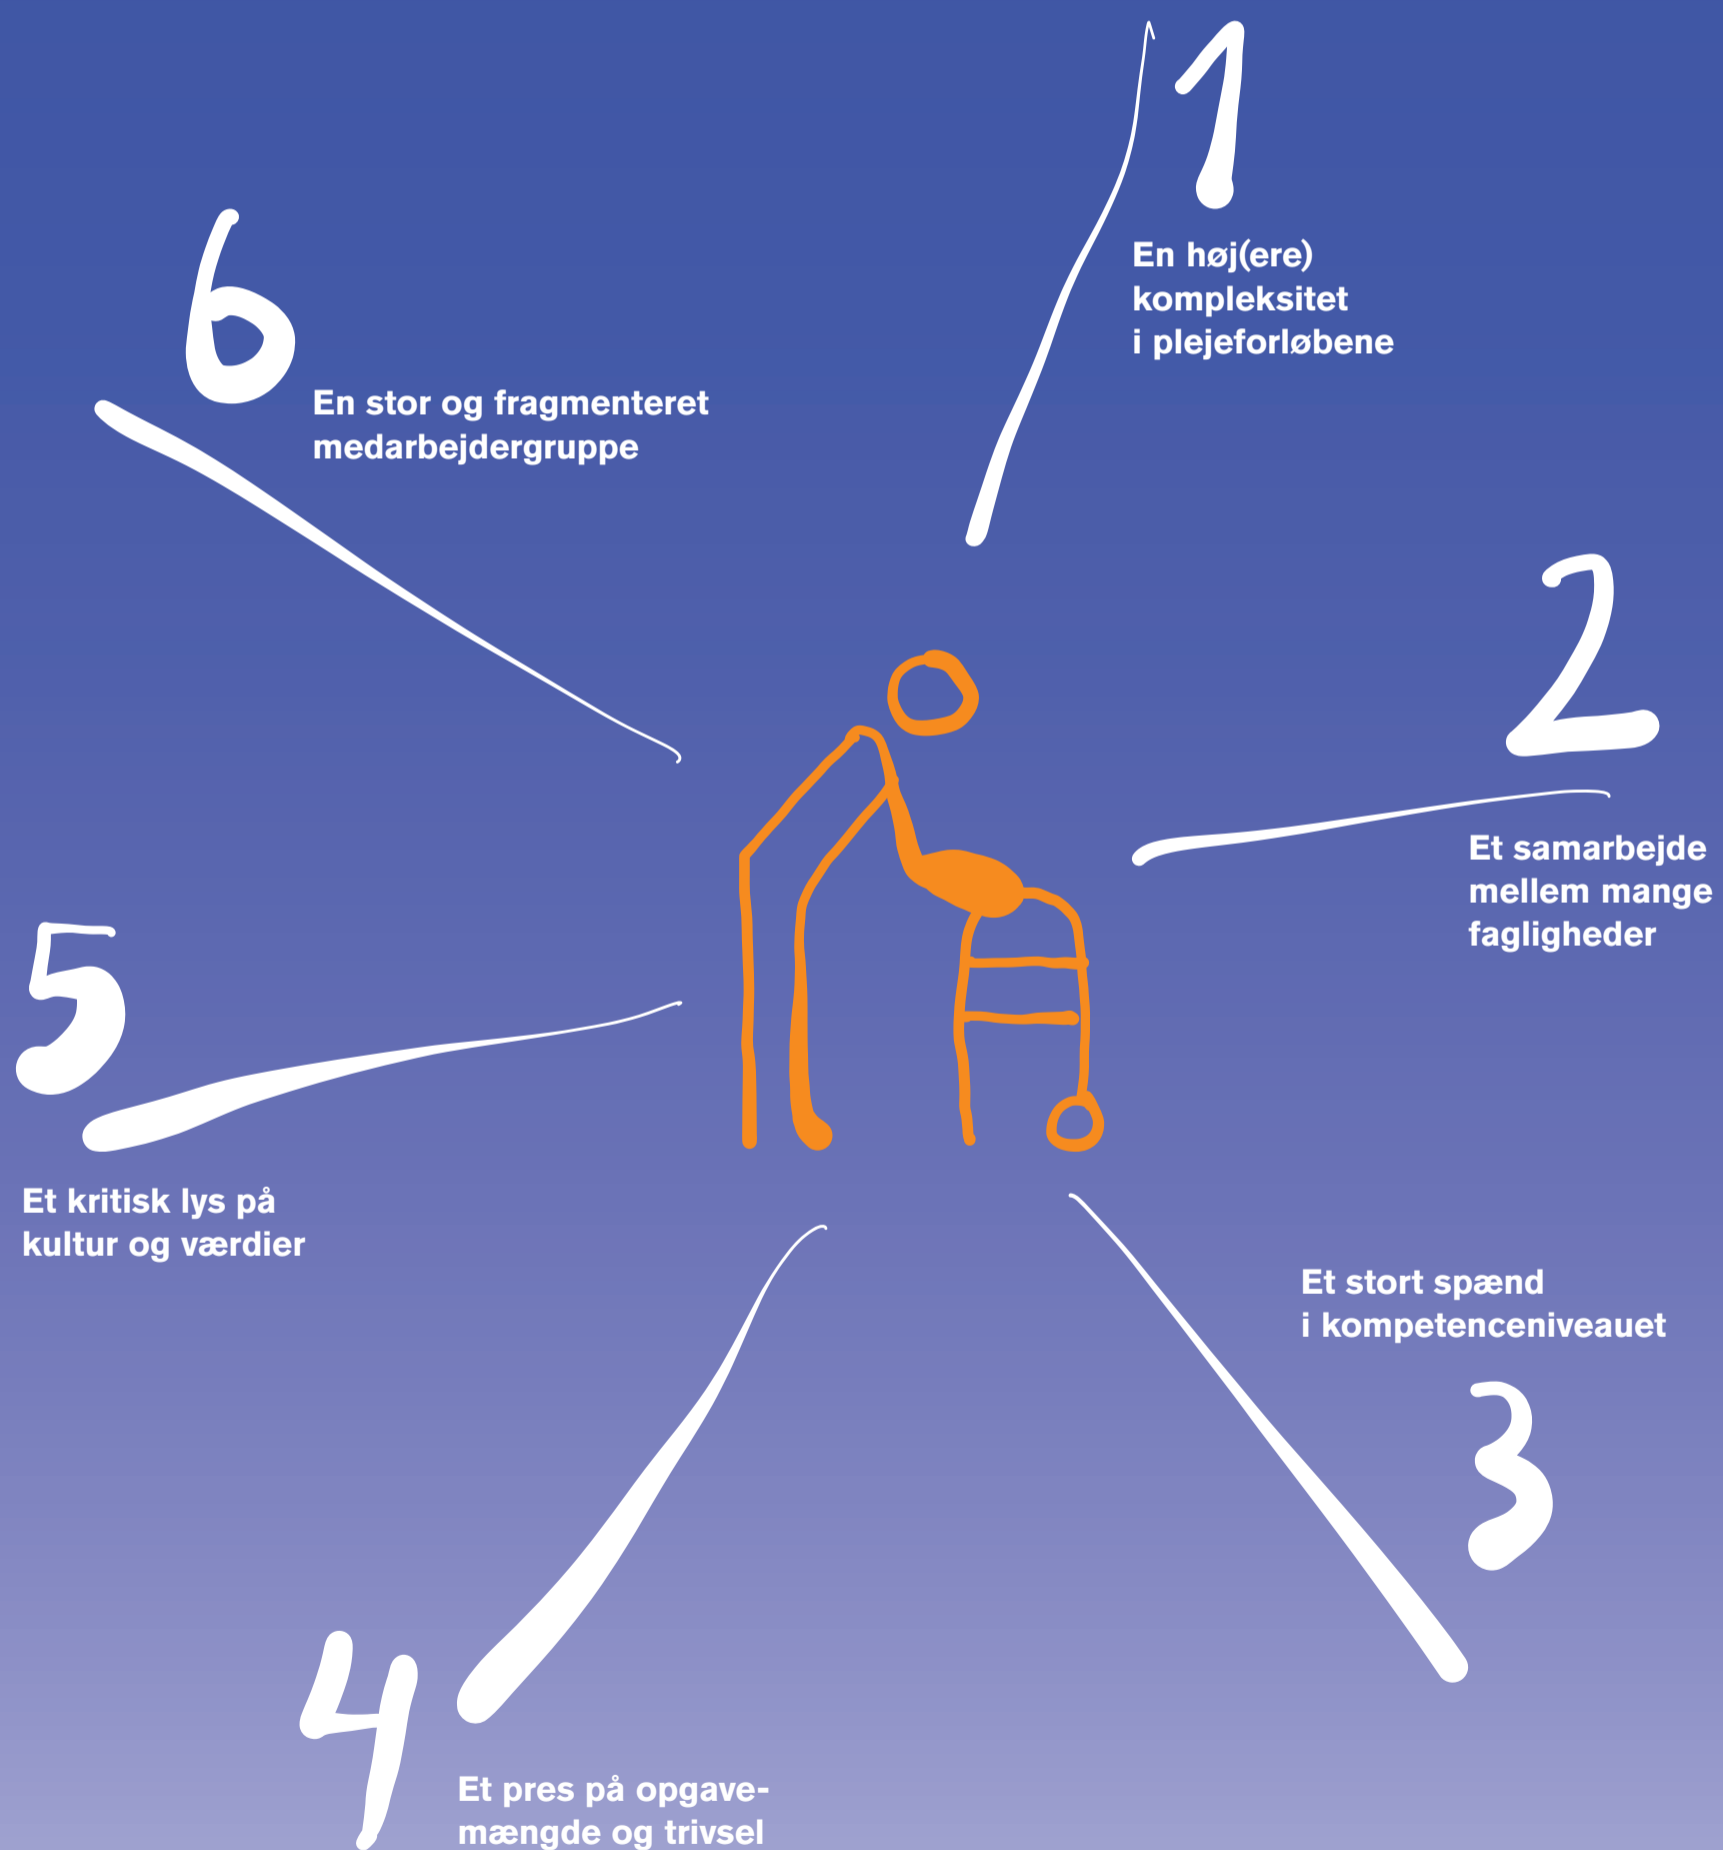 1
En høj(ere)
kompleksitet
i plejeforløbene
2
Et samarbejde
mellem mange
fagligheder
3
Et stort spænd
i kompetenceniveauet
4
Et pres på opgave-
mængde og trivsel
5
Et kritisk lys på
kultur og værdier
6
En stor og fragmenteret
medarbejdergruppe